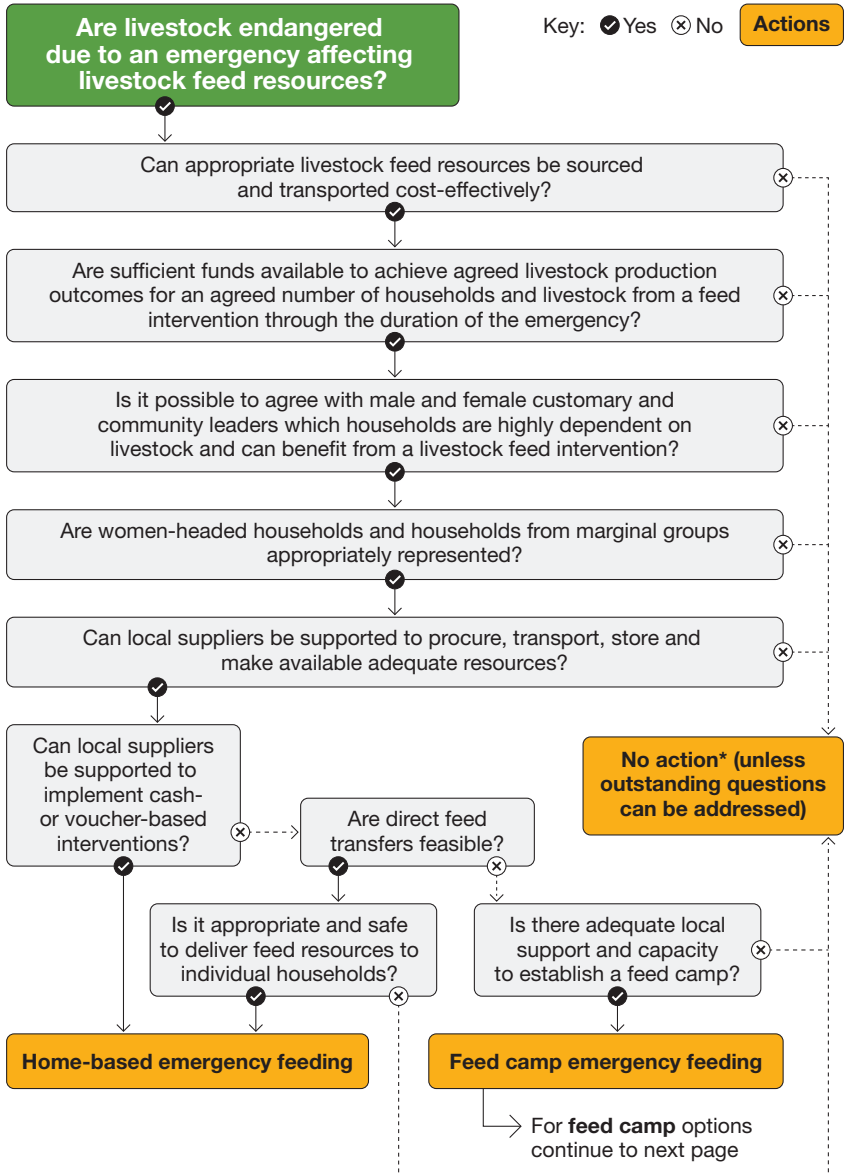 Are livestock endangered
due to an emergency affecting
livestock feed resources?
Key: Yes No Actions
Can appropriate livestock feed resources be sourced
and transported cost-effectively?
Are sufficient funds available to achieve agreed livestock production
outcomes for an agreed number of households and livestock from a feed
intervention through the duration of the emergency?
Is it possible to agree with male and female customary and
community leaders which households are highly dependent on
livestock and can benefit from a livestock feed intervention?
Are women-headed households and households from marginal groups
appropriately represented?
Can local suppliers be supported to procure, transport, store and
make available adequate resources?
Can local suppliers
be supported to
implement cash-
or voucher-based
interventions?
No action* (unless
outstanding questions
can be addressed)
Are direct feed
transfers feasible?
Is it appropriate and safe
to deliver feed resources to
individual households?
Is there adequate local
support and capacity
to establish a feed camp?
Home-based emergency feeding
Feed camp emergency feeding
For feed camp options
continue to next page